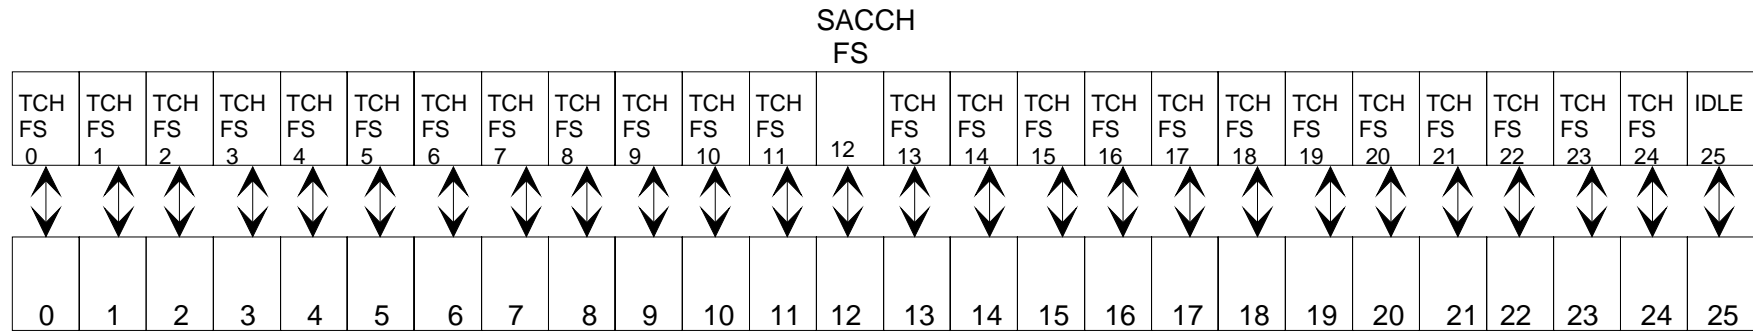 SACCH
FS
TCH TCH TCH TCH TCH TCH TCH TCH TCH TCH TCH TCH TCH TCH TCH TCH TCH TCH TCH TCH TCH TCH TCH TCH IDLE
FS FS FS FS FS FS FS FS FS FS FS FS FS FS FS FS FS FS FS FS FS FS FS FS
0 1 2 3 4 5 6 7 8 9 10 11 12 13 14 15 16 17 18 19 20 21 22 23 24 25
0 1 2 3 4 5 6 7 8 9 10 11 12 13 14 15 16 17 18 19 20 21 22 23 24 25